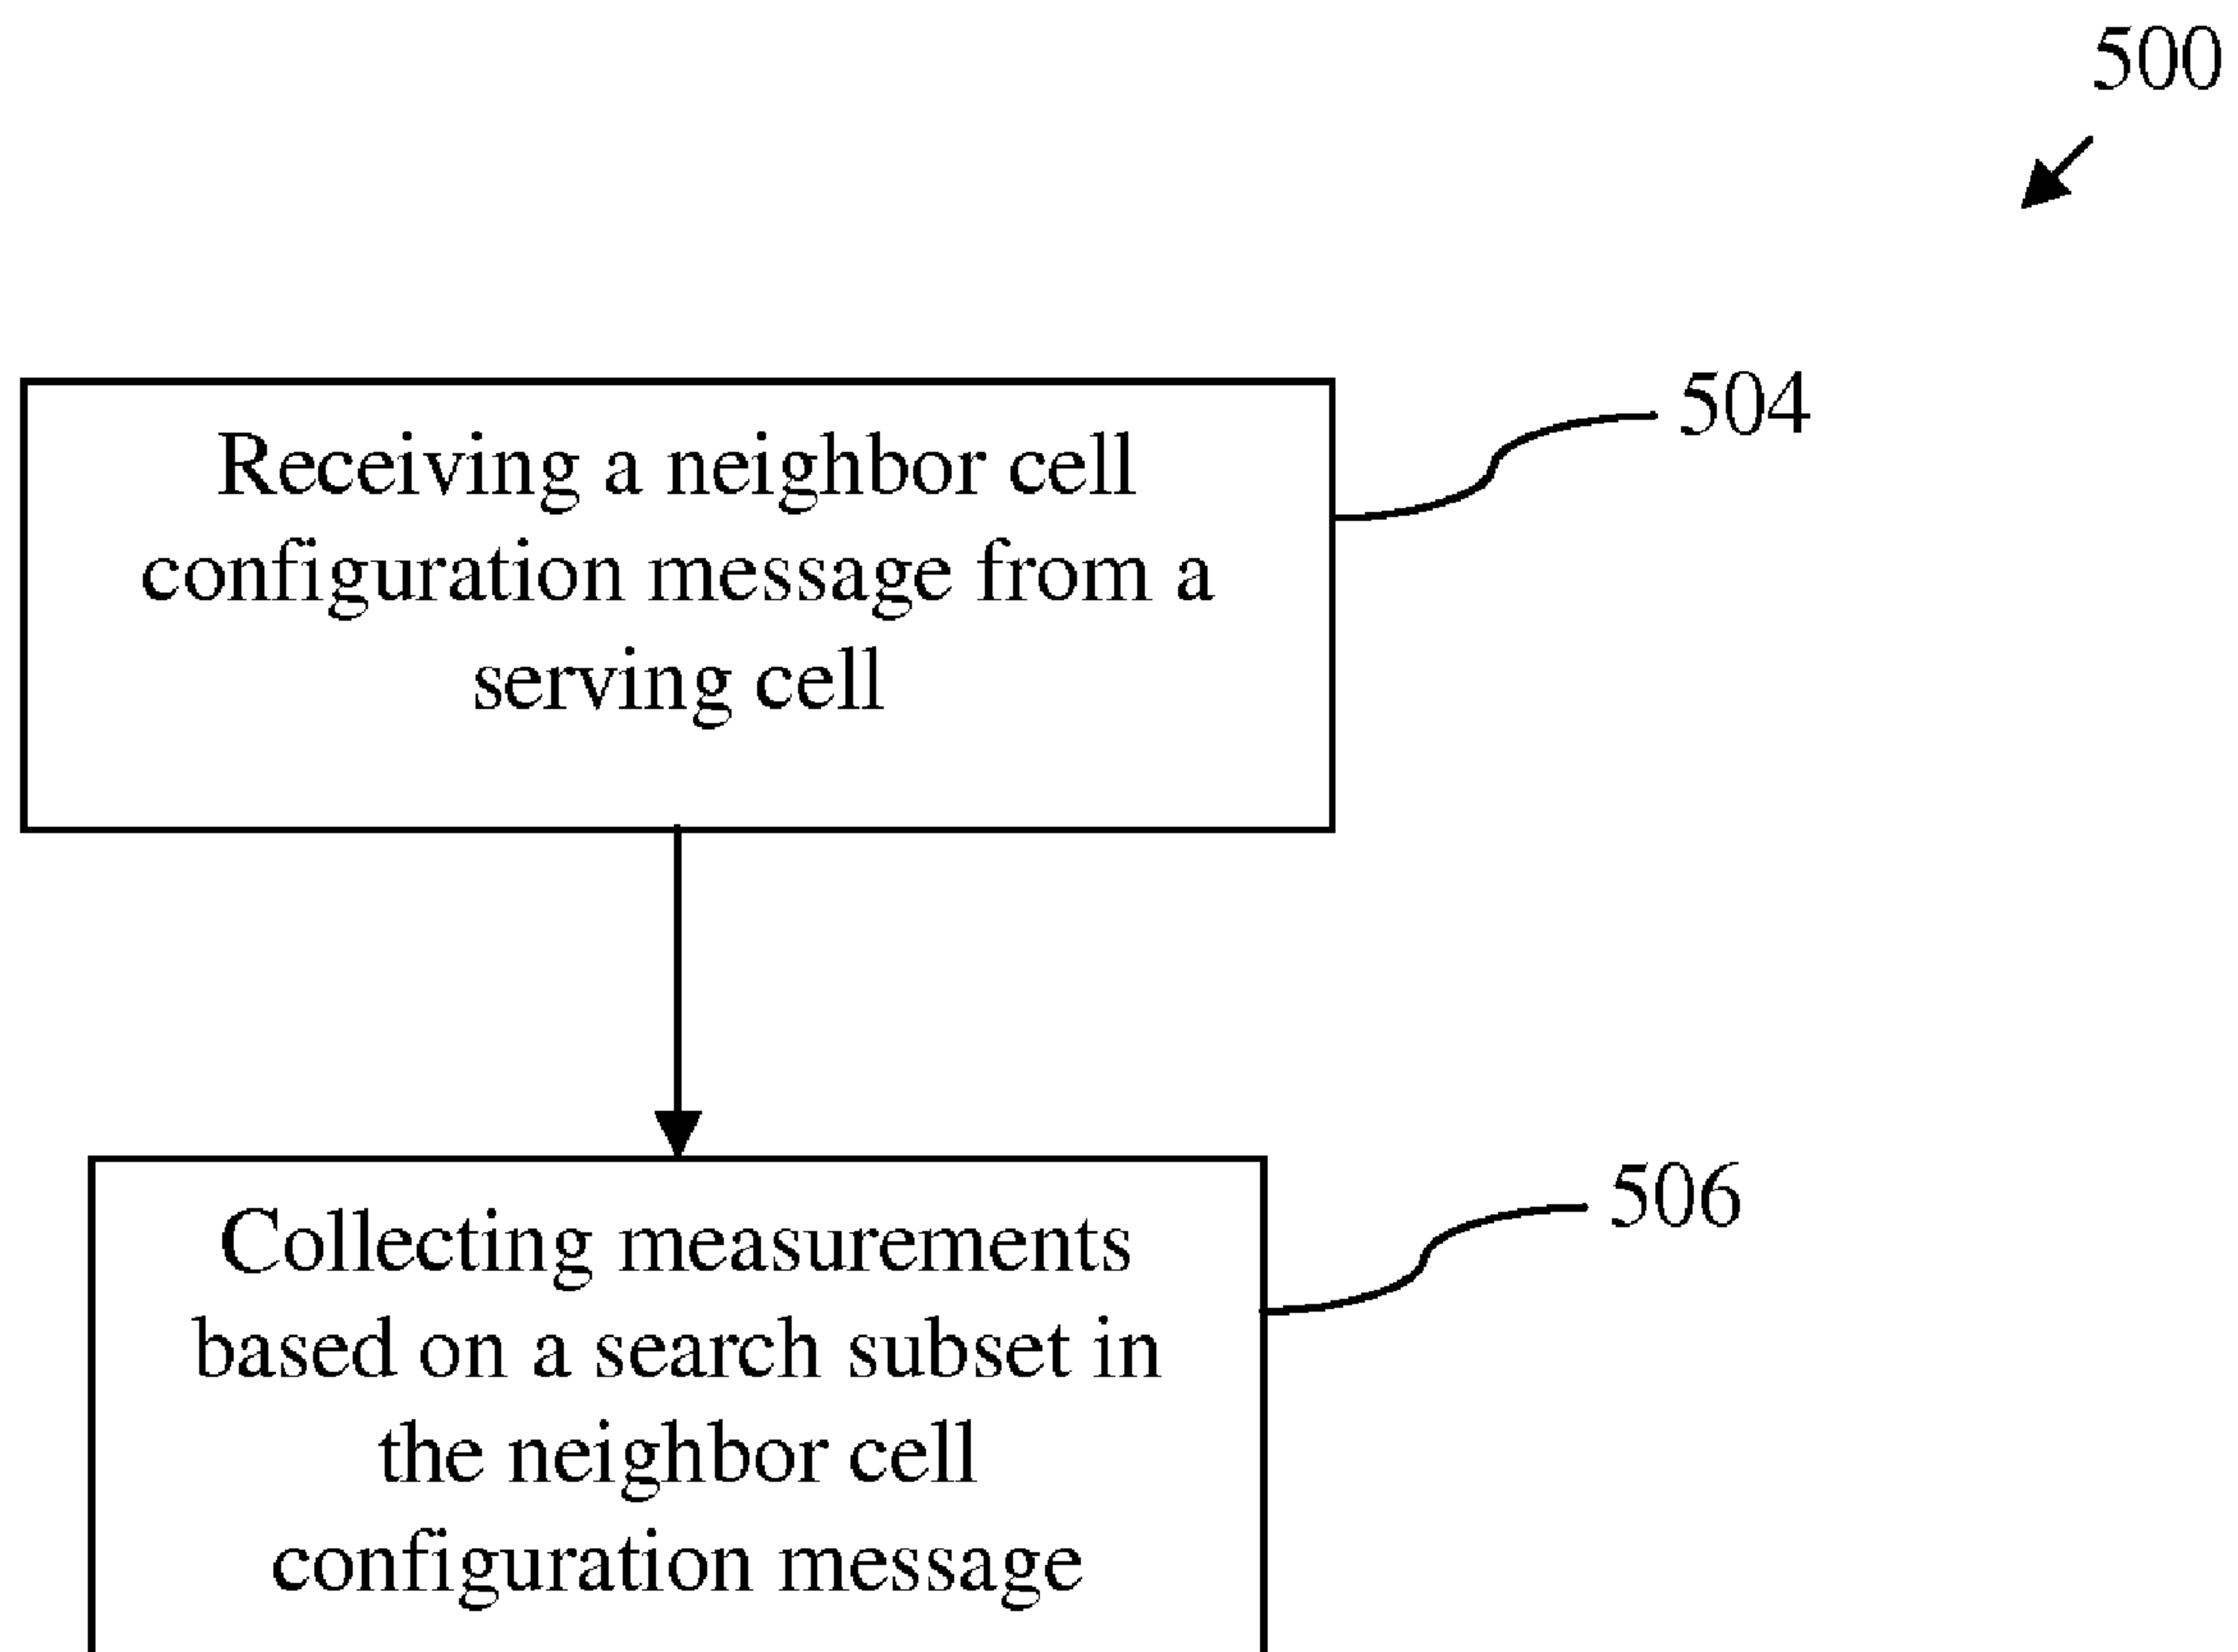 500
504
Receiving a neighbor cell
configuration message from a
serving cell
506
Collecting measurements
based on a search subset in
the neighbor cell
configuration message